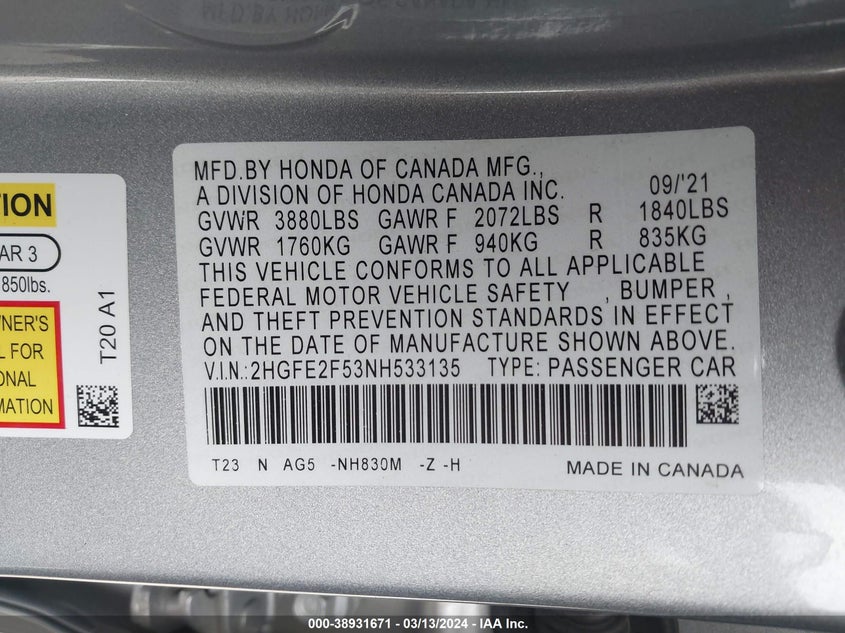 MFD.BY HONDA OF CANADA MFG.,
A DIVISION OF HONDA CANADA INC. 09/'21
GVWR 3880LBS GAWR F 2072LBS R 1840LBS
GVWR 1760KG GAWR F 940KG R 835KG
THIS VEHICLE CONFORMS TO ALL APPLICABLE
FEDERAL MOTOR VEHICLE SAFETY , BUMPER ,
AND THEFT PREVENTION STANDARDS IN EFFECT
ON THE DATE OF MANUFACTURE SHOWN ABOVE.
V.I.N.:2HGFE2F53NH533135 TYPE: PASSENGER CAR
T23 N AG5 -NH830M -Z -H MADE IN CANADA
TION
AR 3
850lbs.
WNER'S
L FOR
ONAL
MATION
T20 A1
000-38931671 - 03/13/2024 - IAA Inc.